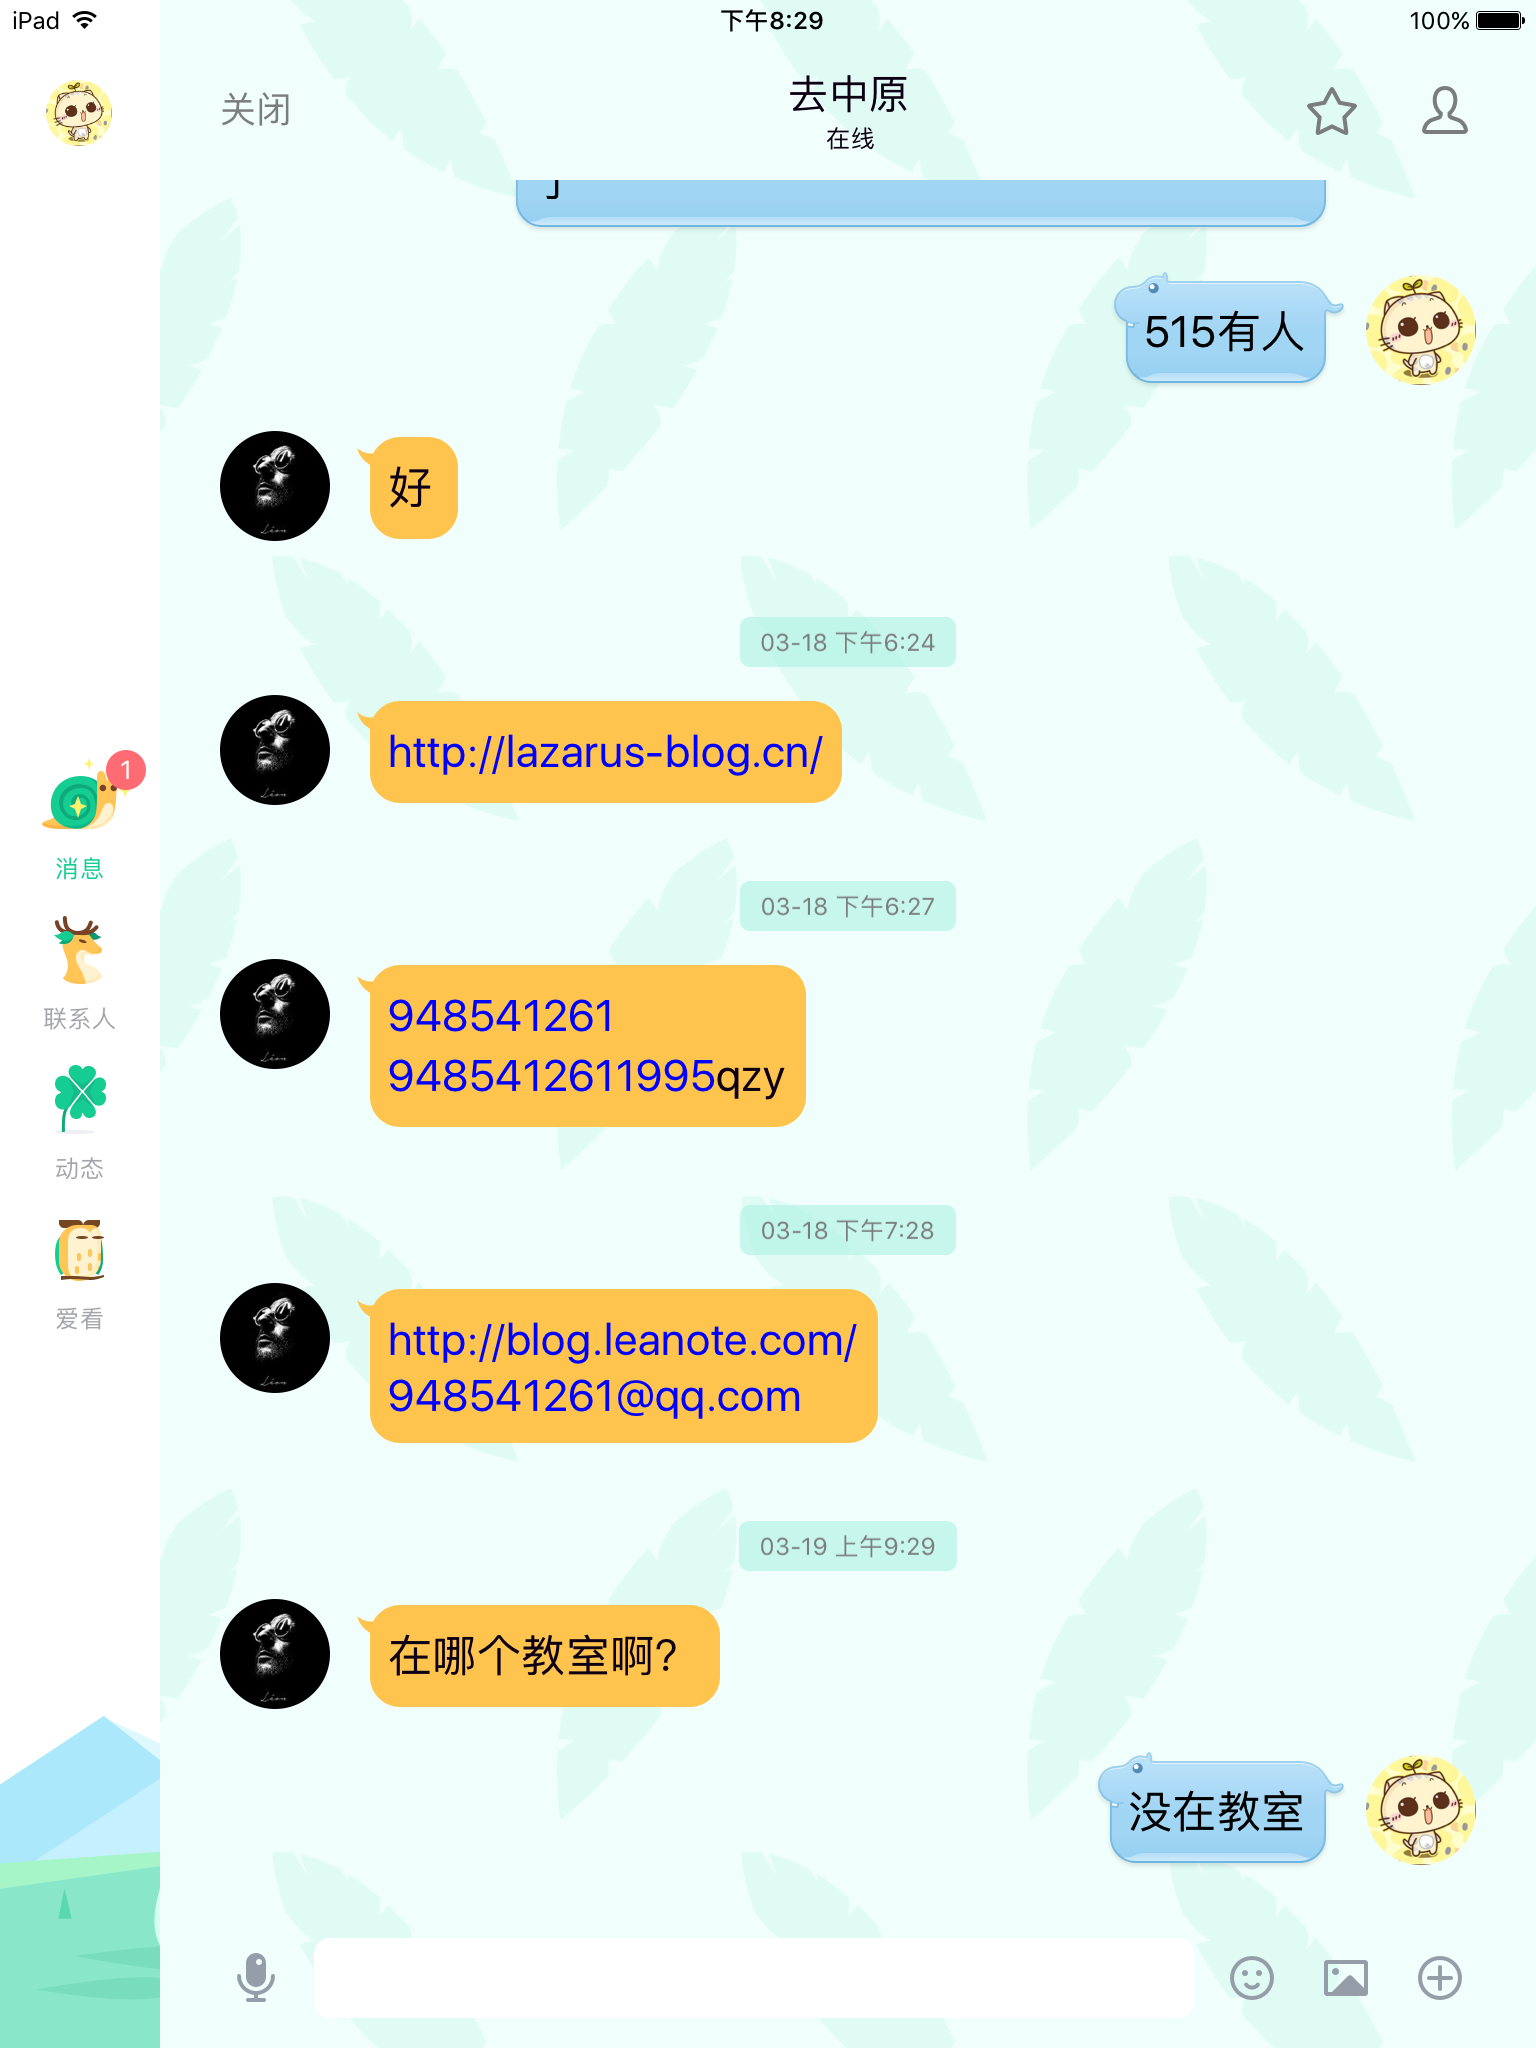 iPad
下午8:29
100%
关闭
去中原
在线
515有人
好
03-18 下午6:24
http://lazarus-blog.cn/
1
消息
03-18 下午6:27
948541261
9485412611995qzy
联系人
动态
03-18 下午7:28
http://blog.leanote.com/
948541261@qq.com
爱看
03-19 上午9:29
在哪个教室啊?
没在教室